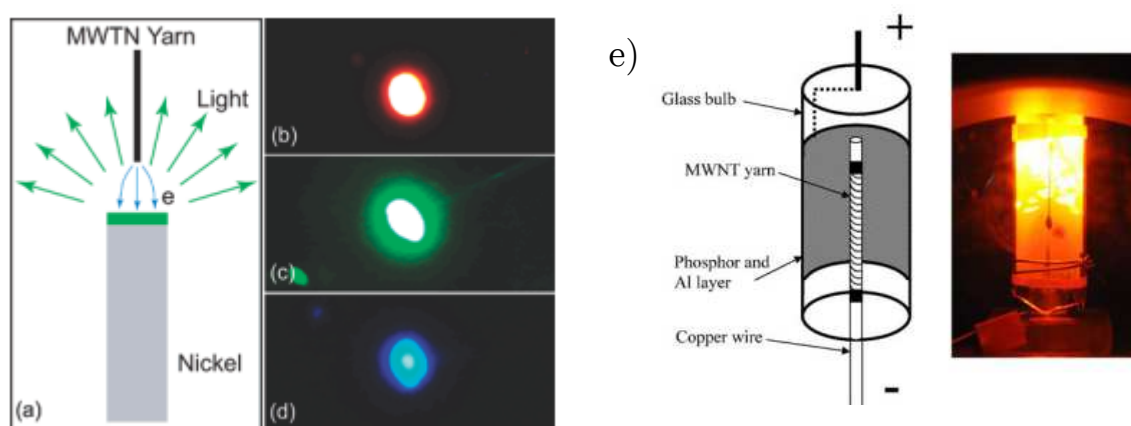 MWTN Yarn
Light
e
Nickel
(a)
(b)
(c)
(d)
e)
+
Glass bulb
MWNT yarn
Phosphor and
Al layer
Copper wire
-